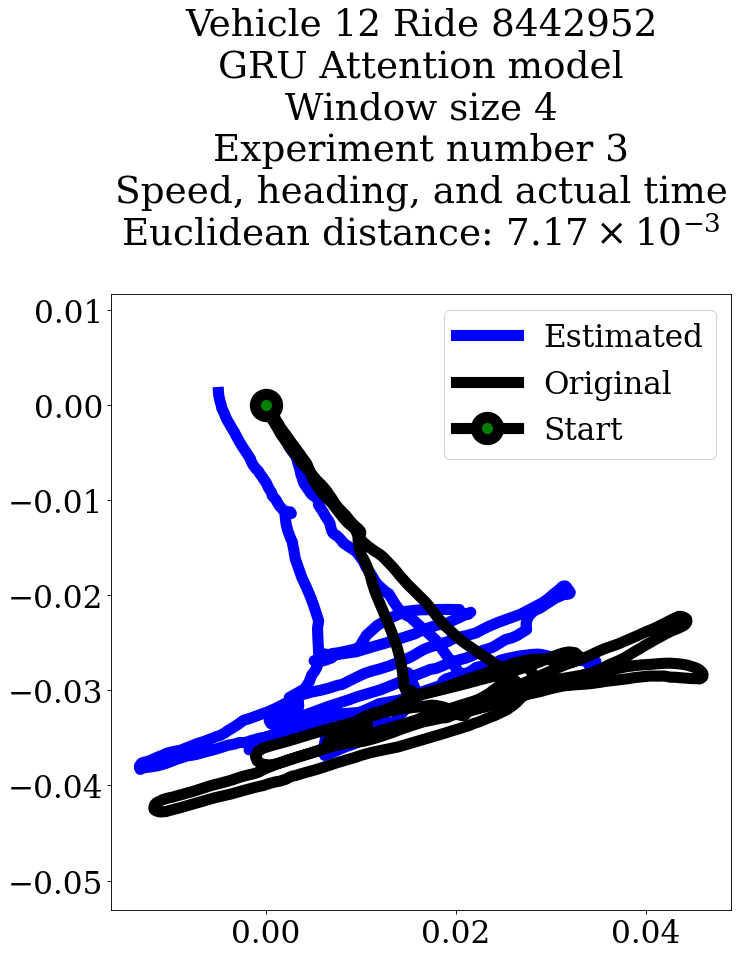 Vehicle 12 Ride 8442952
GRU Attention model
Window size 4
Experiment number 3
Speed, heading, and actual time
Euclidean distance: 7.17 × 10⁻³
0.01
0.00
−0.01
−0.02
−0.03
−0.04
−0.05
Estimated
Original
Start
0.00 0.02 0.04